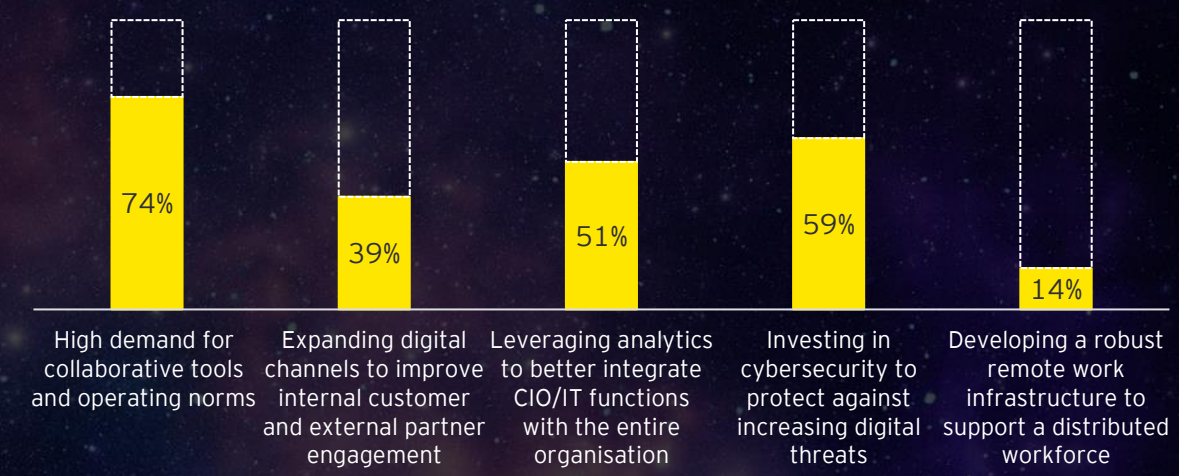 74%
39%
51%
59%
14%
High demand for
collaborative tools
and operating norms
Expanding digital
channels to improve
internal customer
and external partner
engagement
Leveraging analytics
to better integrate
CIO/IT functions
with the entire
organisation
Investing in
cybersecurity to
protect against
increasing digital
threats
Developing a robust
remote work
infrastructure to
support a distributed
workforce